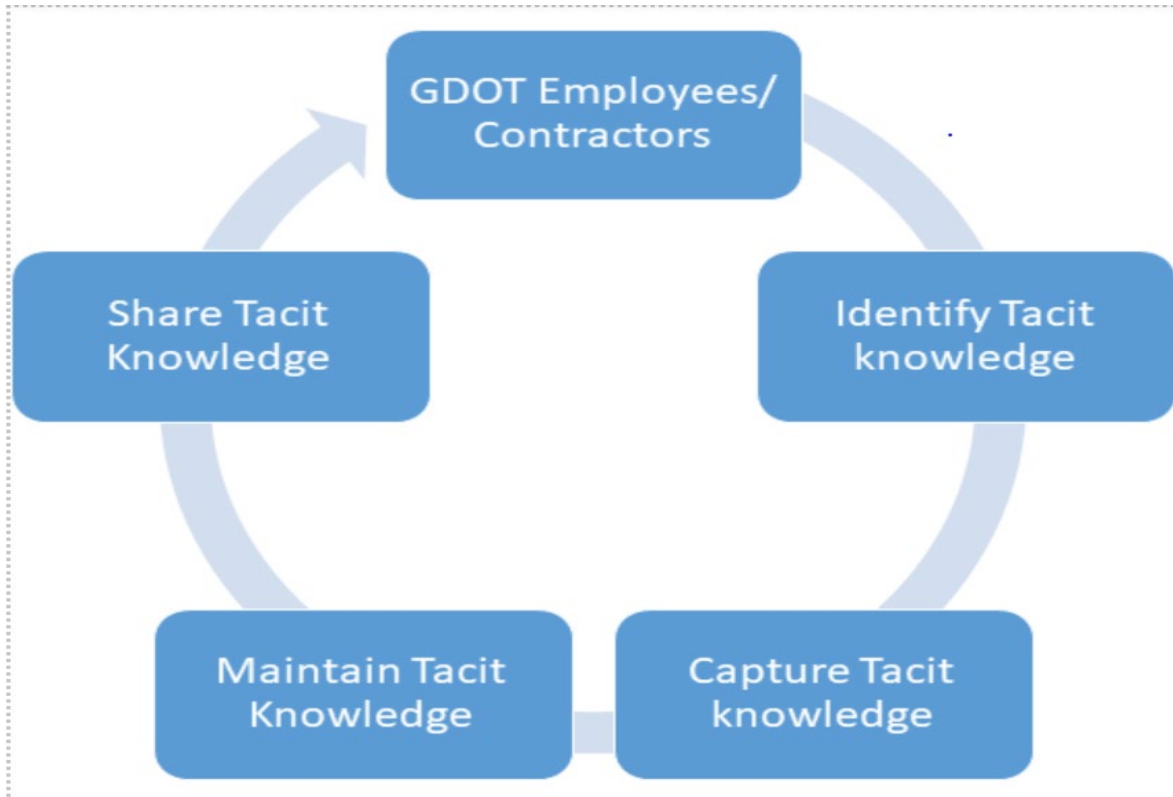 GDOT Employees/
Contractors
Identify Tacit
knowledge
Capture Tacit
knowledge
Maintain Tacit
Knowledge
Share Tacit
Knowledge